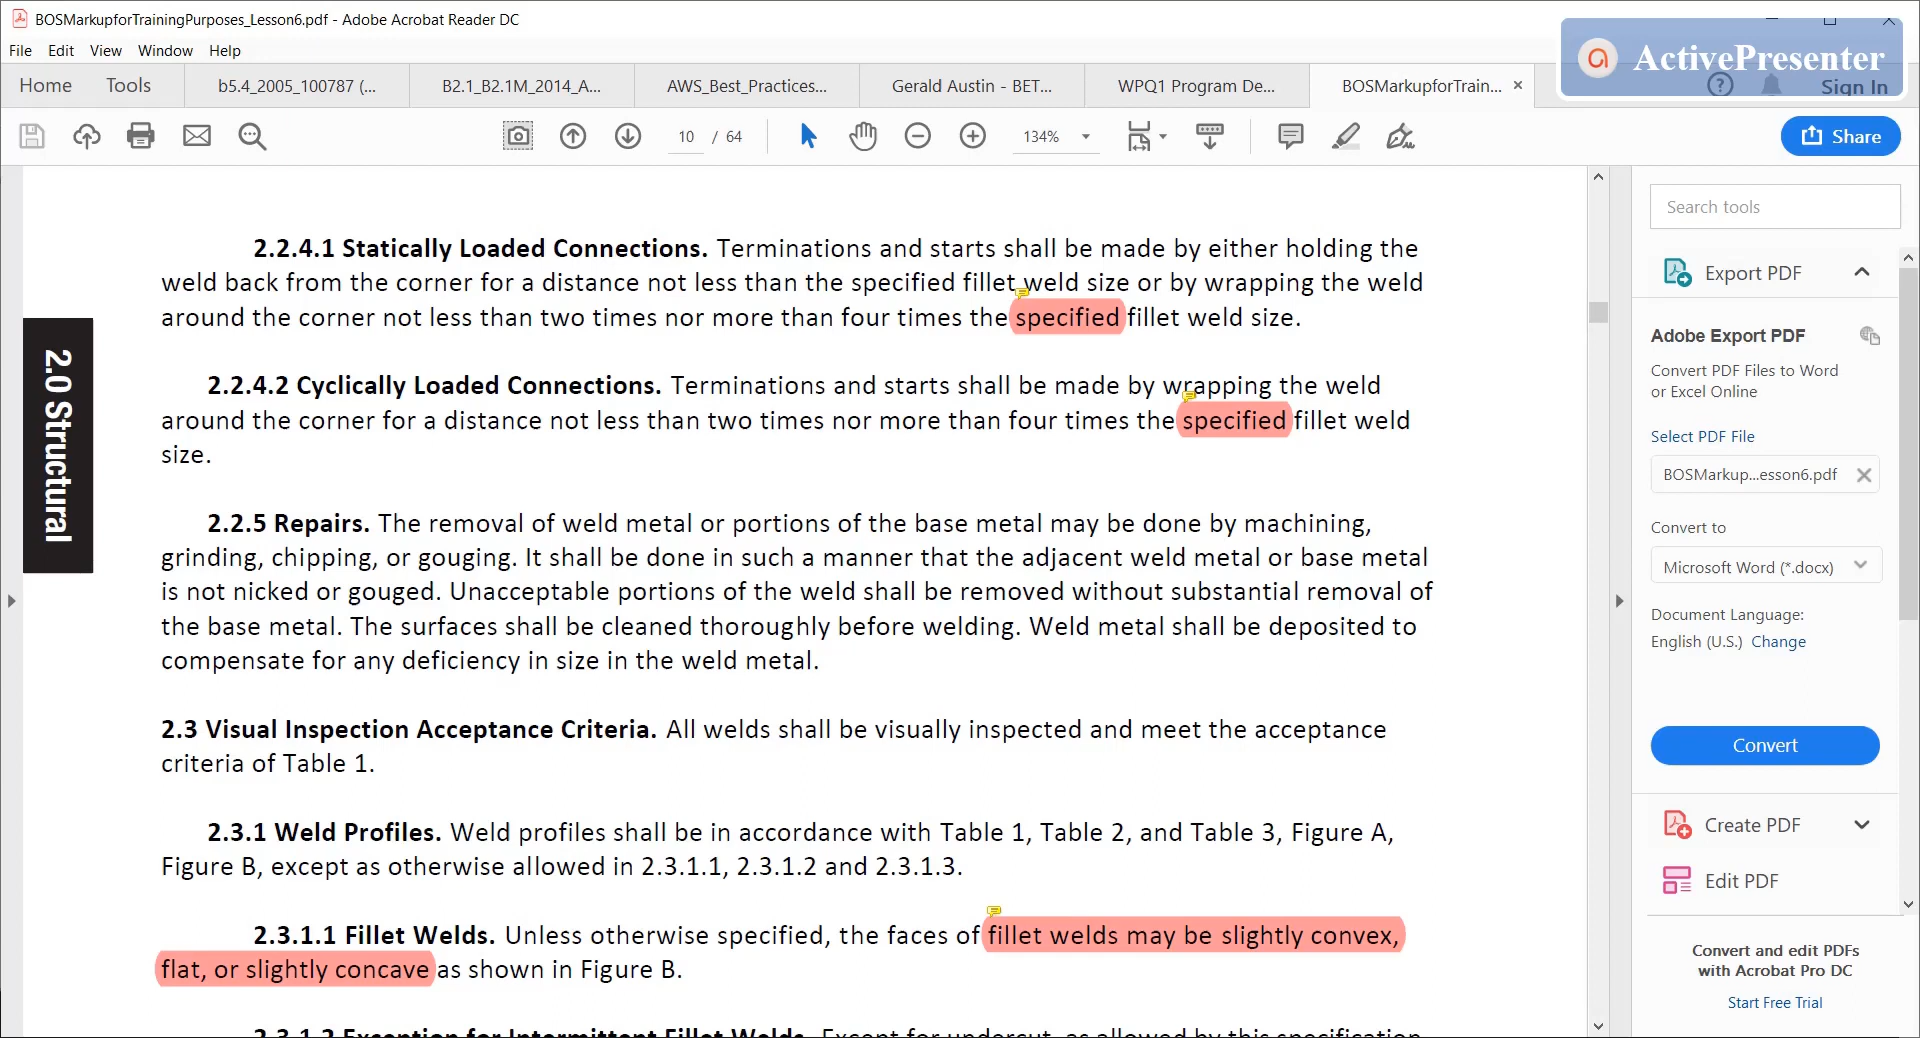 BOSMarkupforTrainingPurposes_Lesson6.pdf - Adobe Acrobat Reader DC
File Edit View Window Help
ActivePresenter
Home Tools b5.4_2005_100787 (... B2.1_B2.1M_2014_A... AWS_Best_Practices... Gerald Austin - BET... WPQ1 Program De... BOSMarkupforTrain... × Sign In
10 / 64 134% Share
2.2.4.1 Statically Loaded Connections. Terminations and starts shall be made by either holding the
weld back from the corner for a distance not less than the specified fillet weld size or by wrapping the weld
around the corner not less than two times nor more than four times the specified fillet weld size.
2.2.4.2 Cyclically Loaded Connections. Terminations and starts shall be made by wrapping the weld
around the corner for a distance not less than two times nor more than four times the specified fillet weld
size.
2.2.5 Repairs. The removal of weld metal or portions of the base metal may be done by machining,
grinding, chipping, or gouging. It shall be done in such a manner that the adjacent weld metal or base metal
is not nicked or gouged. Unacceptable portions of the weld shall be removed without substantial removal of
the base metal. The surfaces shall be cleaned thoroughly before welding. Weld metal shall be deposited to
compensate for any deficiency in size in the weld metal.
2.3 Visual Inspection Acceptance Criteria. All welds shall be visually inspected and meet the acceptance
criteria of Table 1.
2.3.1 Weld Profiles. Weld profiles shall be in accordance with Table 1, Table 2, and Table 3, Figure A,
Figure B, except as otherwise allowed in 2.3.1.1, 2.3.1.2 and 2.3.1.3.
2.3.1.1 Fillet Welds. Unless otherwise specified, the faces of fillet welds may be slightly convex,
flat, or slightly concave as shown in Figure B.
2.3.1.2 Exception for Intermittent Fillet Welds. Except for undercut, as allowed by this specification
2.0 Structural
Search tools
Export PDF
Adobe Export PDF
Convert PDF Files to Word
or Excel Online
Select PDF File
BOSMarkup...esson6.pdf
Convert to
Microsoft Word (*.docx)
Document Language:
English (U.S.) Change
Convert
Create PDF
Edit PDF
Convert and edit PDFs
with Acrobat Pro DC
Start Free Trial